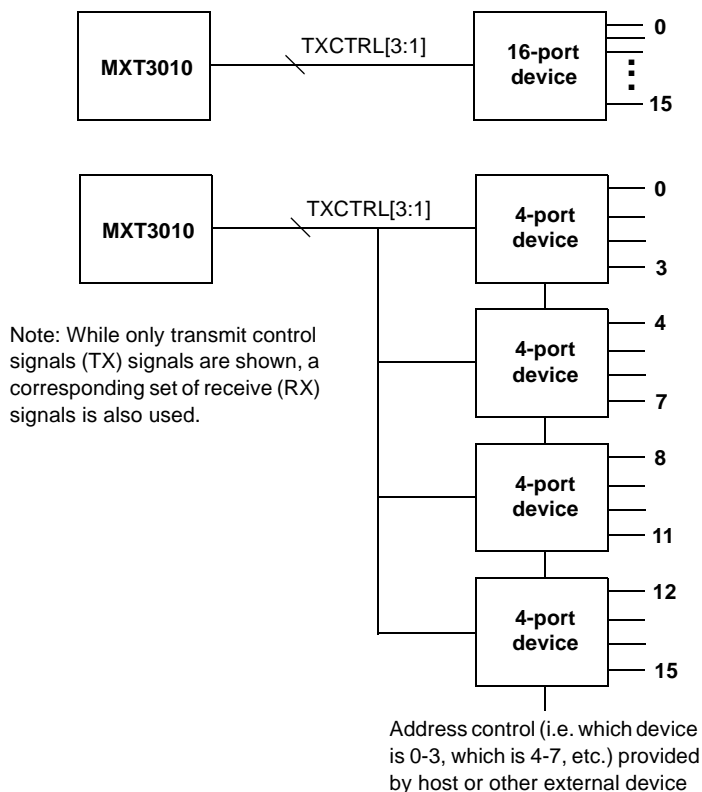 MXT3010
TXCTRL[3:1]
16-port
device
0
15
MXT3010
TXCTRL[3:1]
4-port
device
0
3
Note: While only transmit control
signals (TX) signals are shown, a
corresponding set of receive (RX)
signals is also used.
4-port
device
4
7
4-port
device
8
11
4-port
device
12
15
Address control (i.e. which device
is 0-3, which is 4-7, etc.) provided
by host or other external device